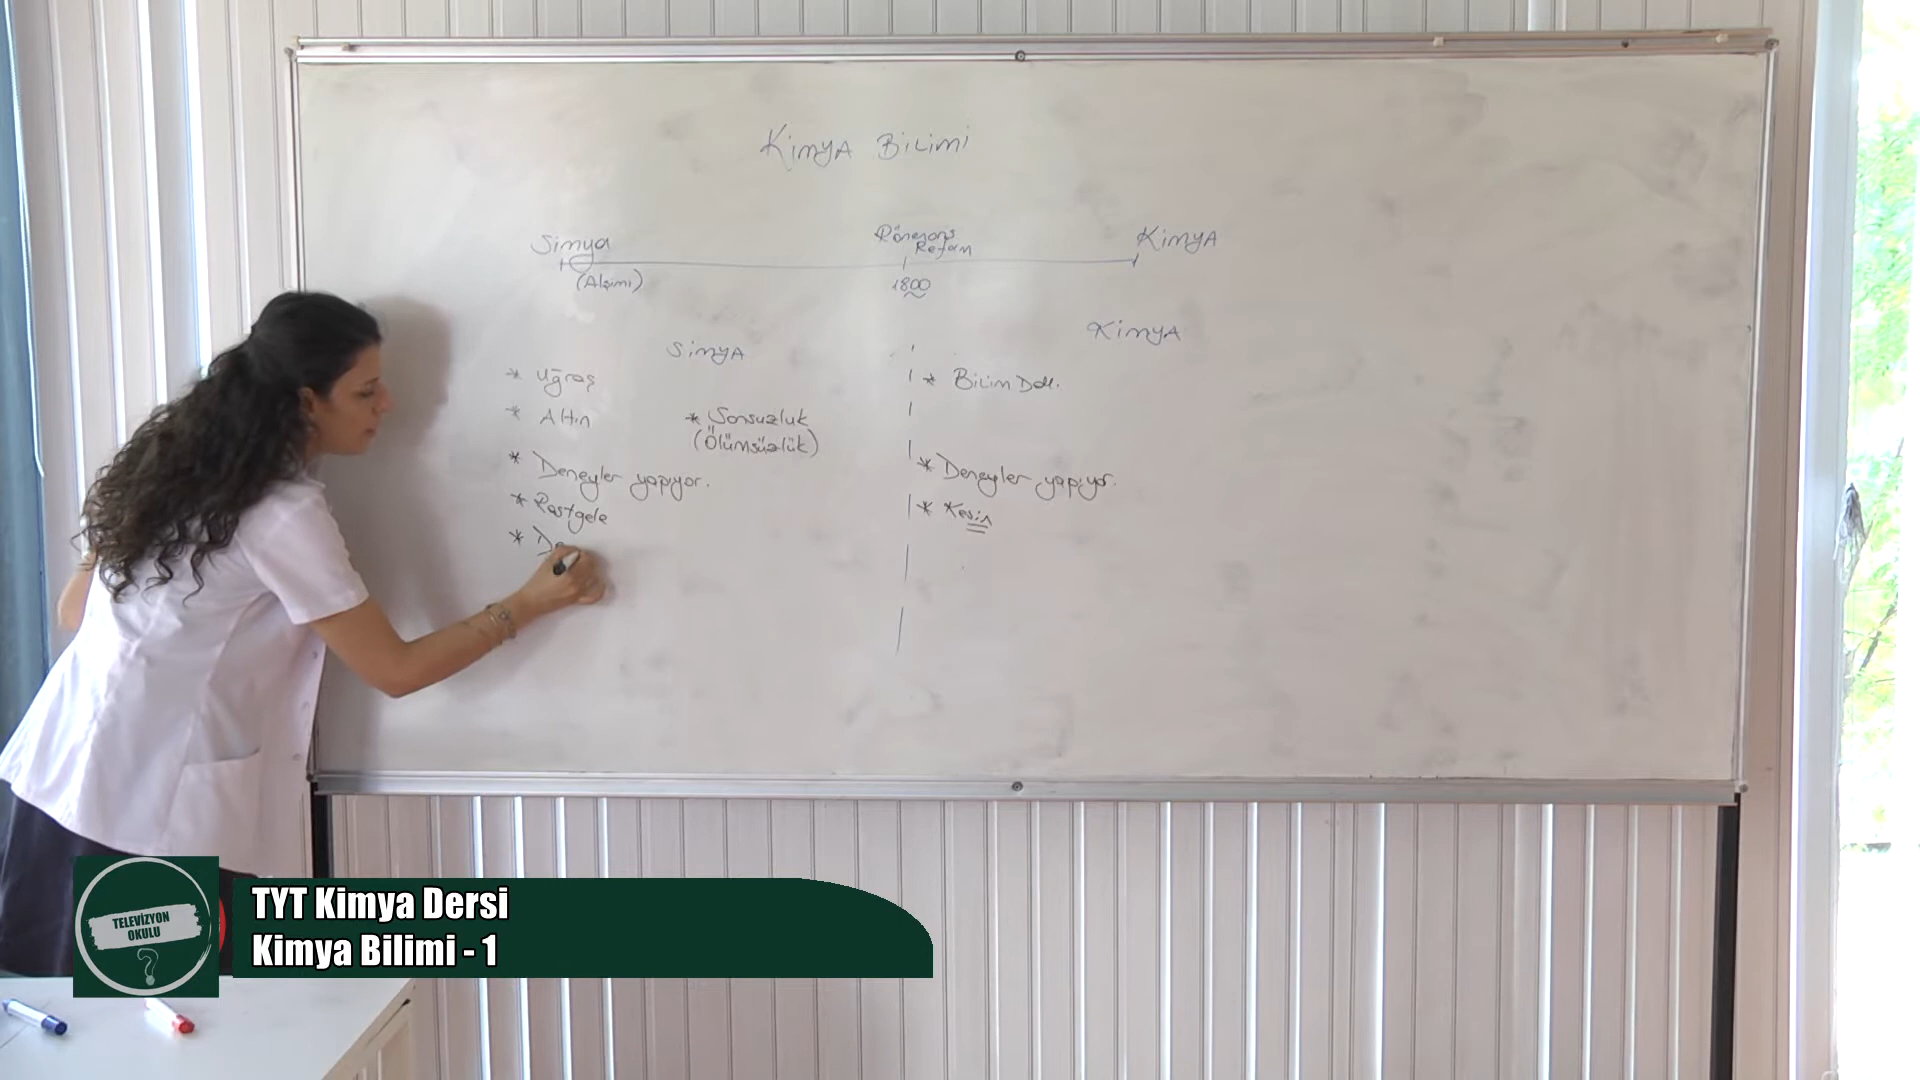 Kimya Bilimi
Simya
Rönesans
Reform
Kimya
(Alşimi)
1800
Kimya
Simya
* Uğraş
* Bilim Dalı.
* Altın
* Sonsuzluk
(Ölümsüzlük)
* Deneyler yapıyor.
* Deneyler yapıyor.
* Rastgele
* Kesin
* De
TELEVİZYON
OKULU
?
TYT Kimya Dersi
Kimya Bilimi - 1